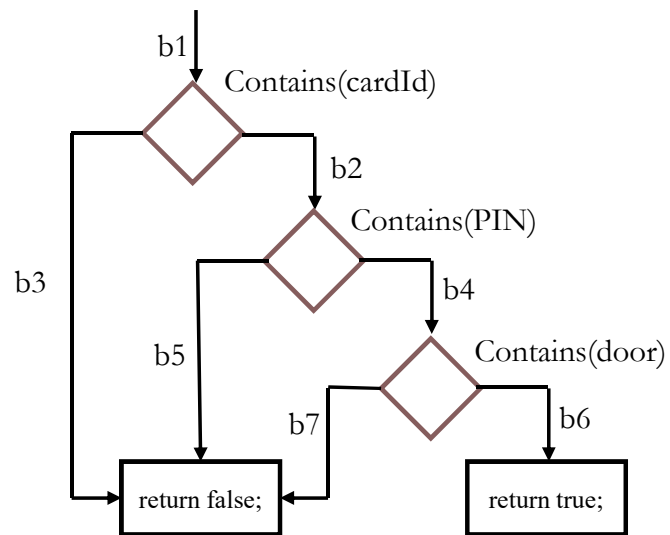 b1
Contains(cardId)
b2
Contains(PIN)
b3
b4
b5
Contains(door)
b7
b6
return false;
return true;